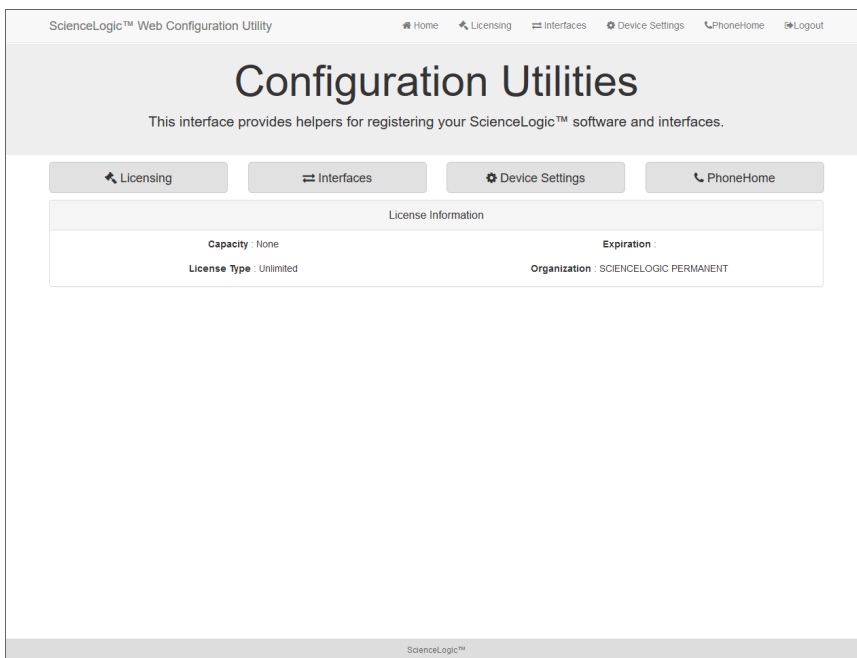 ScienceLogic™ Web Configuration Utility Home Licensing Interfaces Device Settings PhoneHome Logout
Configuration Utilities
This interface provides helpers for registering your ScienceLogic™ software and interfaces.
Licensing Interfaces Device Settings PhoneHome
License Information
Capacity : None Expiration :
License Type : Unlimited Organization : SCIENCELOGIC PERMANENT
ScienceLogic™